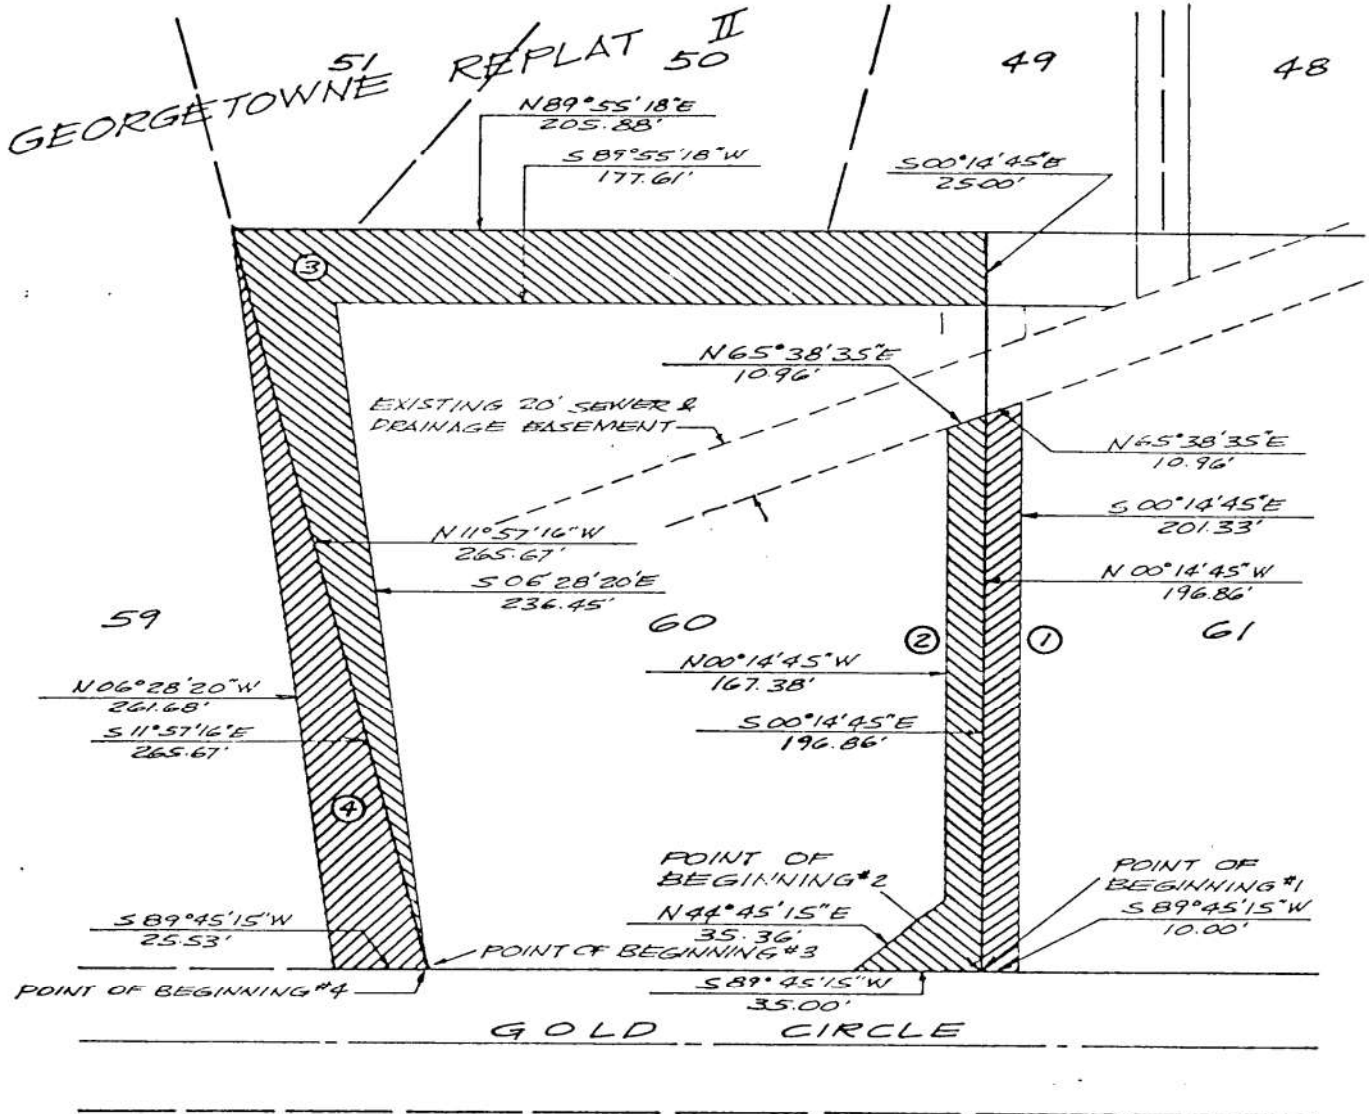 II
51
50
49
48
GEORGETOWNE REPLAT
N89°55'18"E
205.88'
S89°55'18"W
177.61'
S00°14'45"E
25.00'
3
N65°38'35"E
10.96'
EXISTING 20' SEWER &
DRAINAGE EASEMENT
N65°38'35"E
10.96'
S00°14'45"E
201.33'
N11°57'16"W
265.67'
S06°28'20"E
236.45'
N00°14'45"W
196.86'
59
60
2
1
61
N00°14'45"W
167.38'
N06°28'20"W
261.68'
S11°57'16"E
265.67'
S00°14'45"E
196.86'
4
POINT OF
BEGINNING #2
POINT OF
BEGINNING #1
N44°45'15"E
35.36'
S89°45'15"W
10.00'
S89°45'15"W
25.53'
POINT OF BEGINNING #3
POINT OF BEGINNING #4
S89°45'15"W
35.00'
GOLD CIRCLE